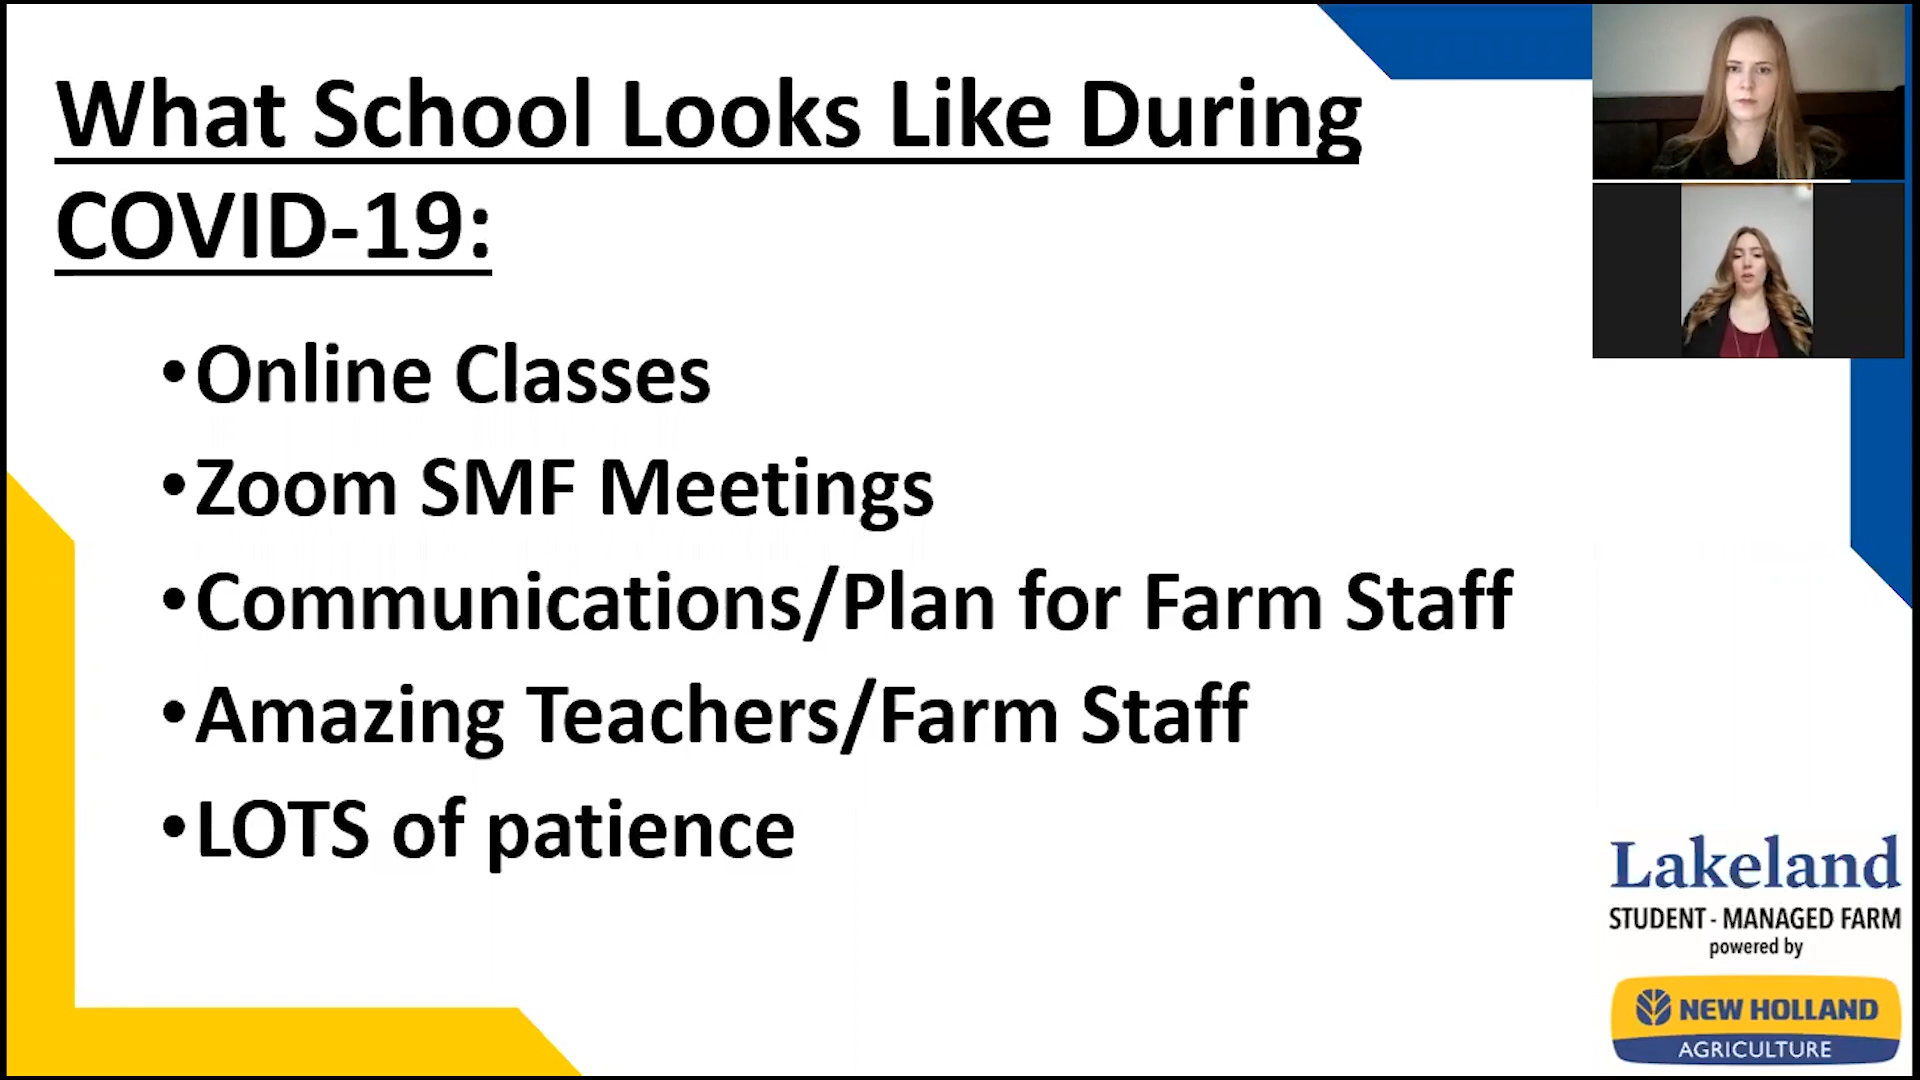 What School Looks Like During
COVID-19:
•Online Classes
•Zoom SMF Meetings
•Communications/Plan for Farm Staff
•Amazing Teachers/Farm Staff
•LOTS of patience
Lakeland
STUDENT - MANAGED FARM
powered by
NEW HOLLAND
AGRICULTURE